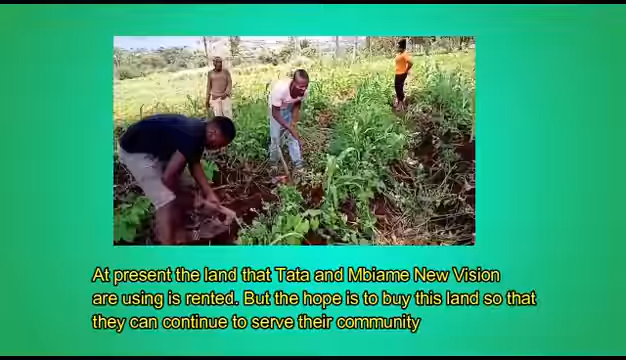 At present the land that Tata and Mbiame New Vision
are using is rented. But the hope is to buy this land so that
they can continue to serve their community